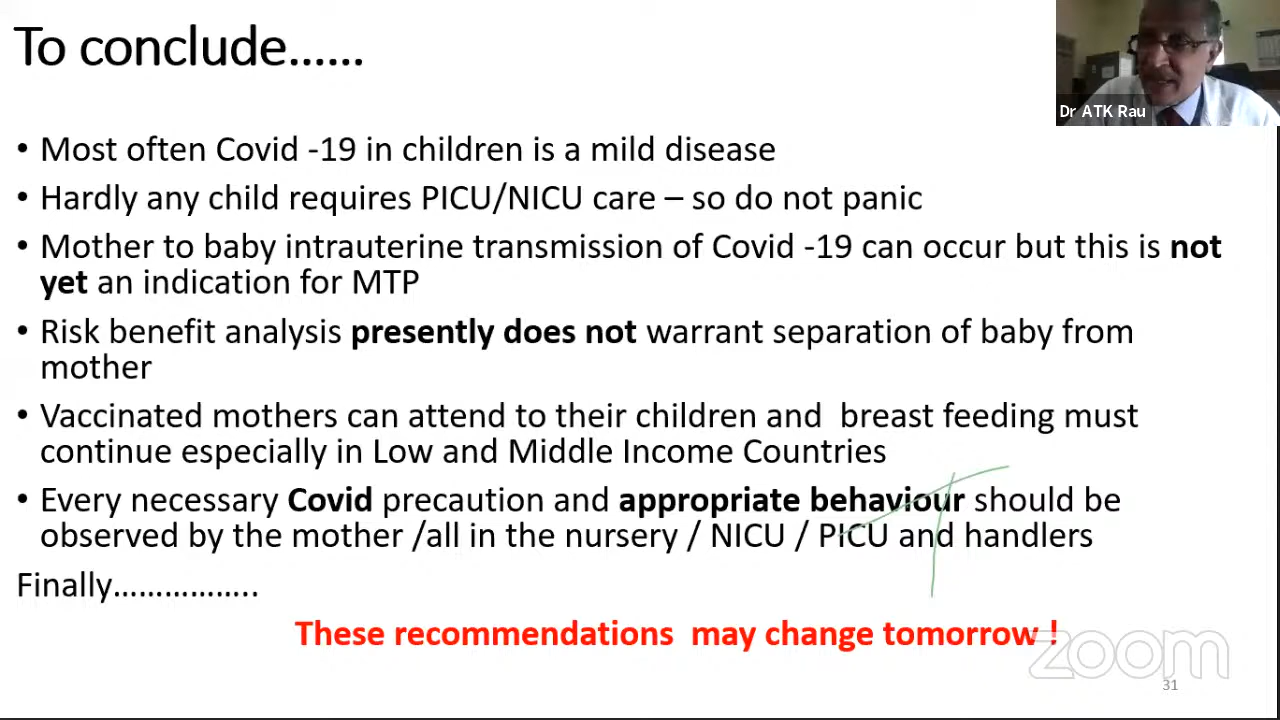 To conclude……
Dr ATK Rau
• Most often Covid -19 in children is a mild disease
• Hardly any child requires PICU/NICU care – so do not panic
• Mother to baby intrauterine transmission of Covid -19 can occur but this is not
yet an indication for MTP
• Risk benefit analysis presently does not warrant separation of baby from
mother
• Vaccinated mothers can attend to their children and  breast feeding must
continue especially in Low and Middle Income Countries
• Every necessary Covid precaution and appropriate behaviour should be
observed by the mother /all in the nursery / NICU / PICU and handlers
Finally……………..
These recommendations  may change tomorrow !
zoom
31